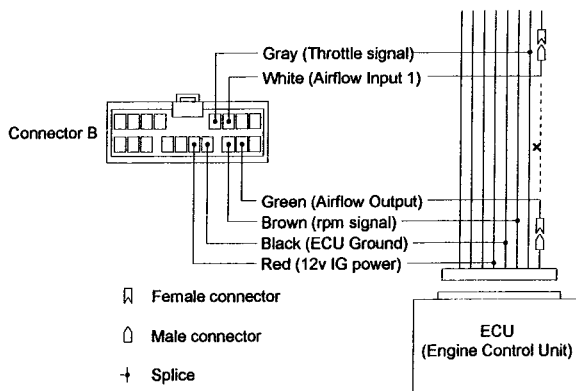 Gray (Throttle signal)
White (Airflow Input 1)
Connector B
Green (Airflow Output)
Brown (rpm signal)
Black (ECU Ground)
Red (12v IG power)
Female connector
Male connector
Splice
ECU
(Engine Control Unit)